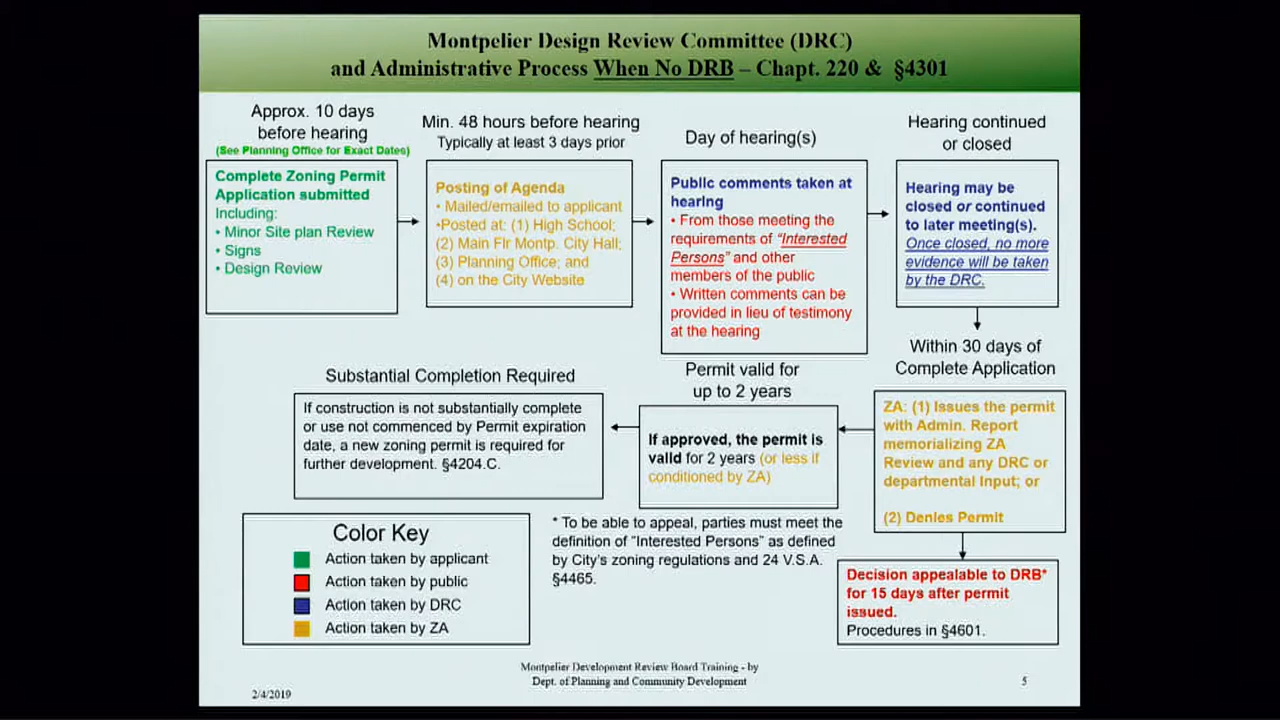 Montpelier Design Review Committee (DRC)
and Administrative Process When No DRB – Chapt. 220 & §4301
Approx. 10 days
before hearing
(See Planning Office for Exact Dates)
Complete Zoning Permit
Application submitted
Including:
• Minor Site plan Review
• Signs
• Design Review
Min. 48 hours before hearing
Typically at least 3 days prior
Posting of Agenda
• Mailed/emailed to applicant
•Posted at: (1) High School;
(2) Main Flr Montp. City Hall;
(3) Planning Office; and
(4) on the City Website
Day of hearing(s)
Public comments taken at
hearing
• From those meeting the
requirements of “Interested
Persons” and other
members of the public
• Written comments can be
provided in lieu of testimony
at the hearing
Hearing continued
or closed
Hearing may be
closed or continued
to later meeting(s).
Once closed, no more
evidence will be taken
by the DRC.
Within 30 days of
Complete Application
ZA: (1) Issues the permit
with Admin. Report
memorializing ZA
Review and any DRC or
departmental Input; or
(2) Denies Permit
Permit valid for
up to 2 years
If approved, the permit is
valid for 2 years (or less if
conditioned by ZA)
Substantial Completion Required
If construction is not substantially complete
or use not commenced by Permit expiration
date, a new zoning permit is required for
further development. §4204.C.
Decision appealable to DRB*
for 15 days after permit
issued.
Procedures in §4601.
* To be able to appeal, parties must meet the
definition of “Interested Persons” as defined
by City’s zoning regulations and 24 V.S.A.
§4465.
Color Key
Action taken by applicant
Action taken by public
Action taken by DRC
Action taken by ZA
2/4/2019
Montpelier Development Review Board Training - by
Dept. of Planning and Community Development
5